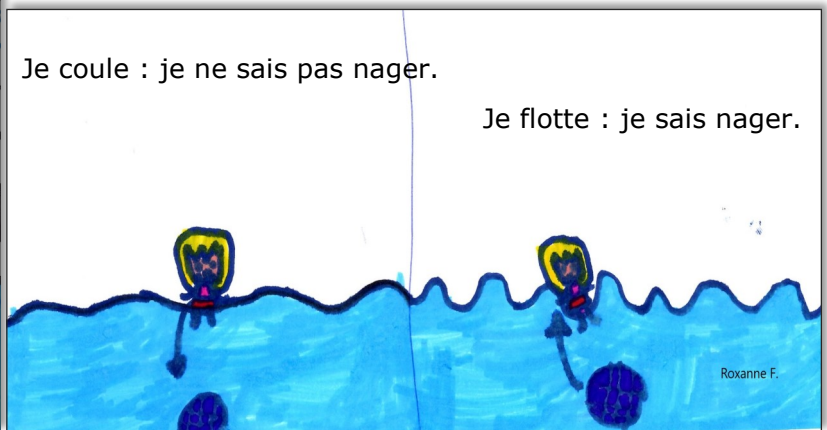 Je coule : je ne sais pas nager.
Je flotte : je sais nager.
Roxanne F.